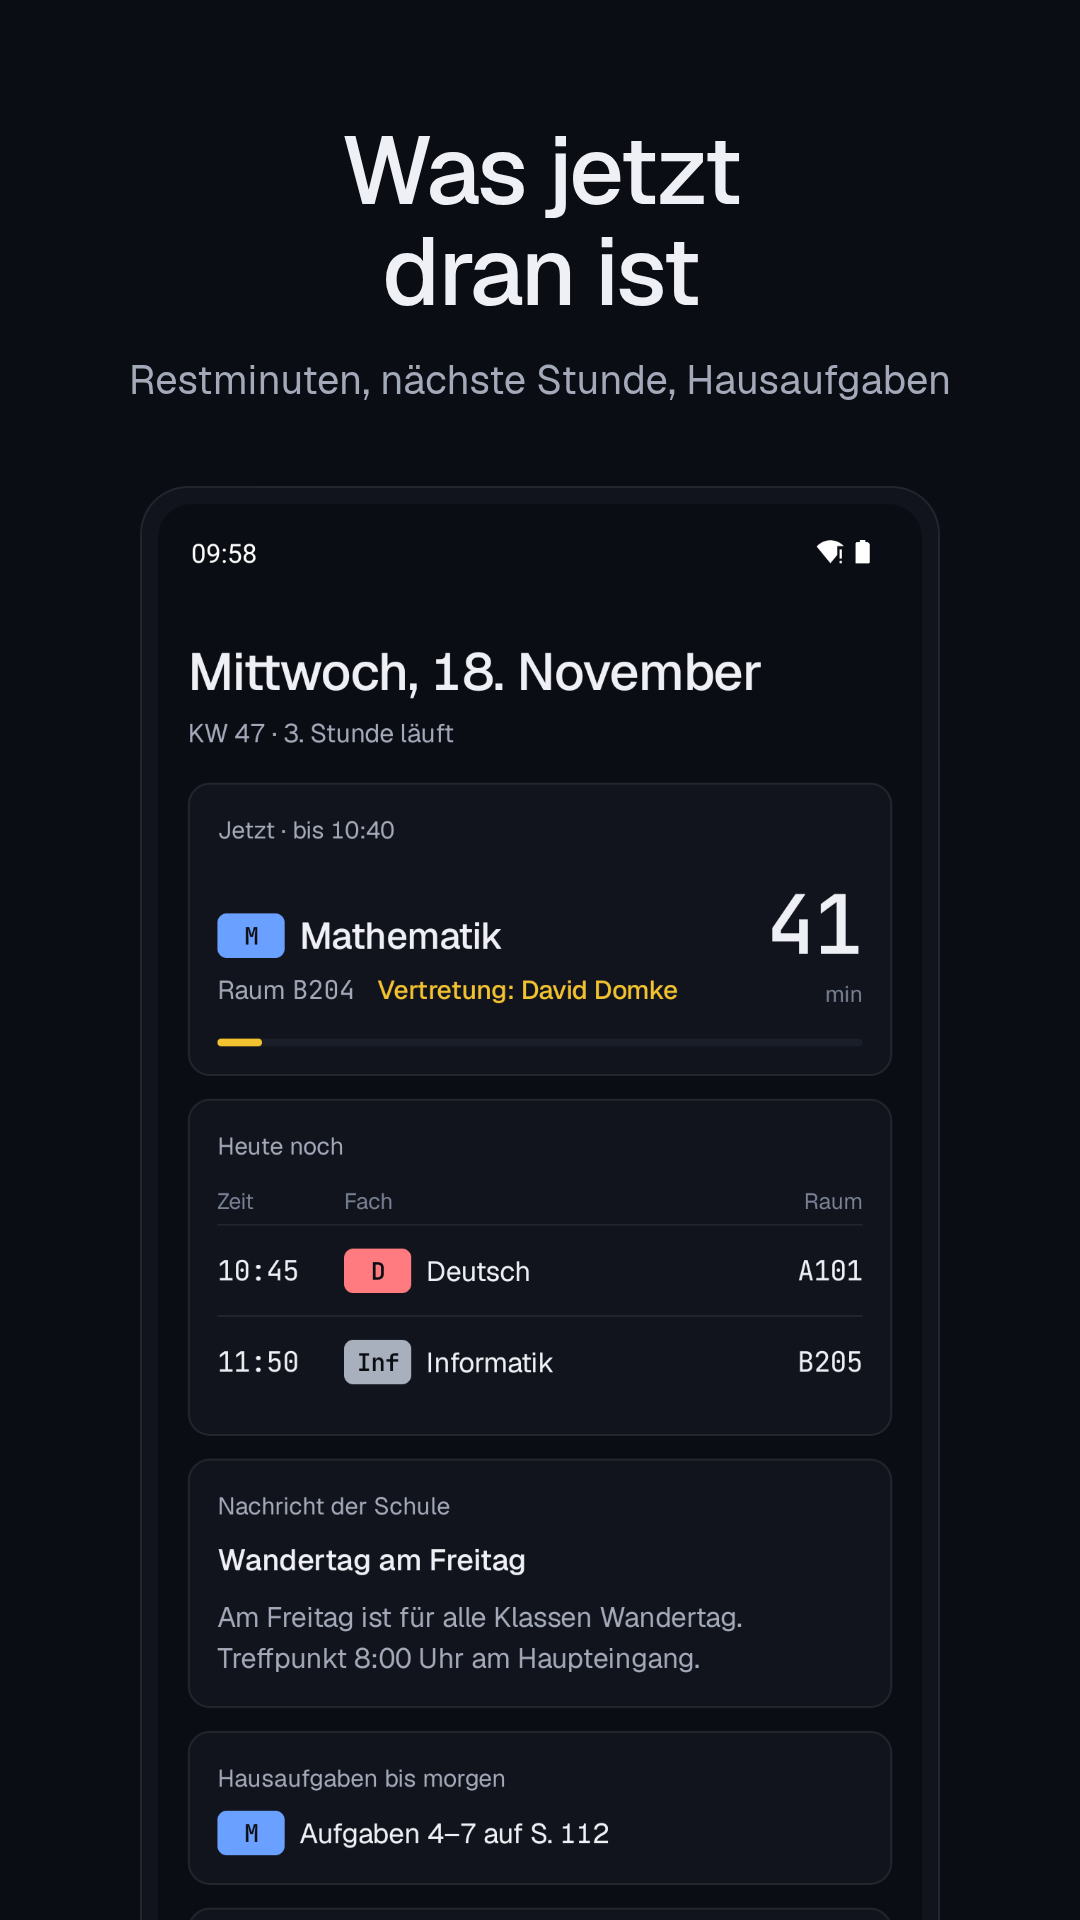 Was jetzt
dran ist
Restminuten, nächste Stunde, Hausaufgaben
09:58
Mittwoch, 18. November
KW 47 · 3. Stunde läuft
Jetzt · bis 10:40
M Mathematik 41
Raum B204 Vertretung: David Domke min
Heute noch
Zeit Fach Raum
10:45 D Deutsch A101
11:50 Inf Informatik B205
Nachricht der Schule
Wandertag am Freitag
Am Freitag ist für alle Klassen Wandertag.
Treffpunkt 8:00 Uhr am Haupteingang.
Hausaufgaben bis morgen
M Aufgaben 4–7 auf S. 112